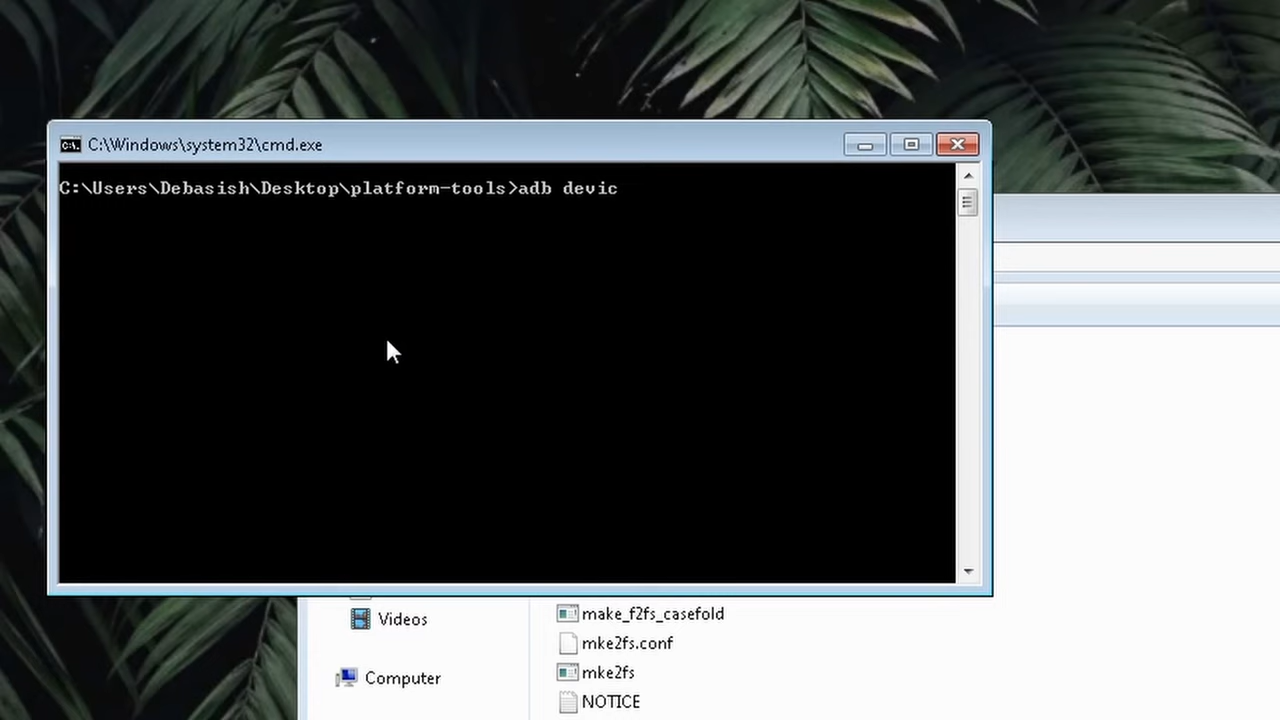 C:\Windows\system32\cmd.exe
C:\Users\Debasish\Desktop\platform-tools>adb devic
Videos
Computer
make_f2fs_casefold
mke2fs.conf
mke2fs
NOTICE